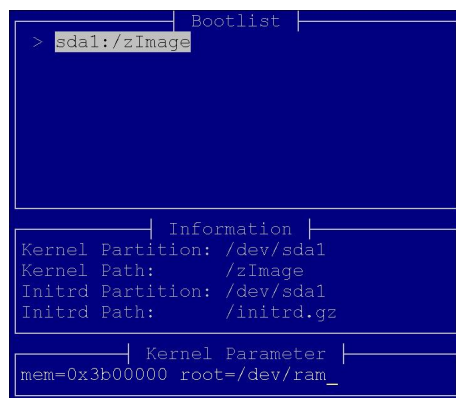 Bootlist
> sda1:/zImage
Information
Kernel Partition: /dev/sda1
Kernel Path: /zImage
Initrd Partition: /dev/sda1
Initrd Path: /initrd.gz
Kernel Parameter
mem=0x3b00000 root=/dev/ram_